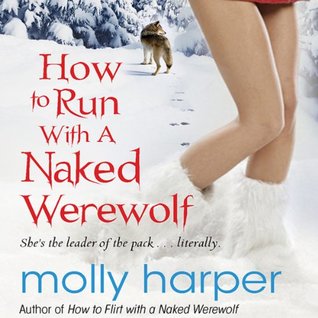 How
to Run
With A
Naked
Werewolf
She's the leader of the pack . . . literally.
molly harper
Author of How to Flirt with a Naked Werewolf